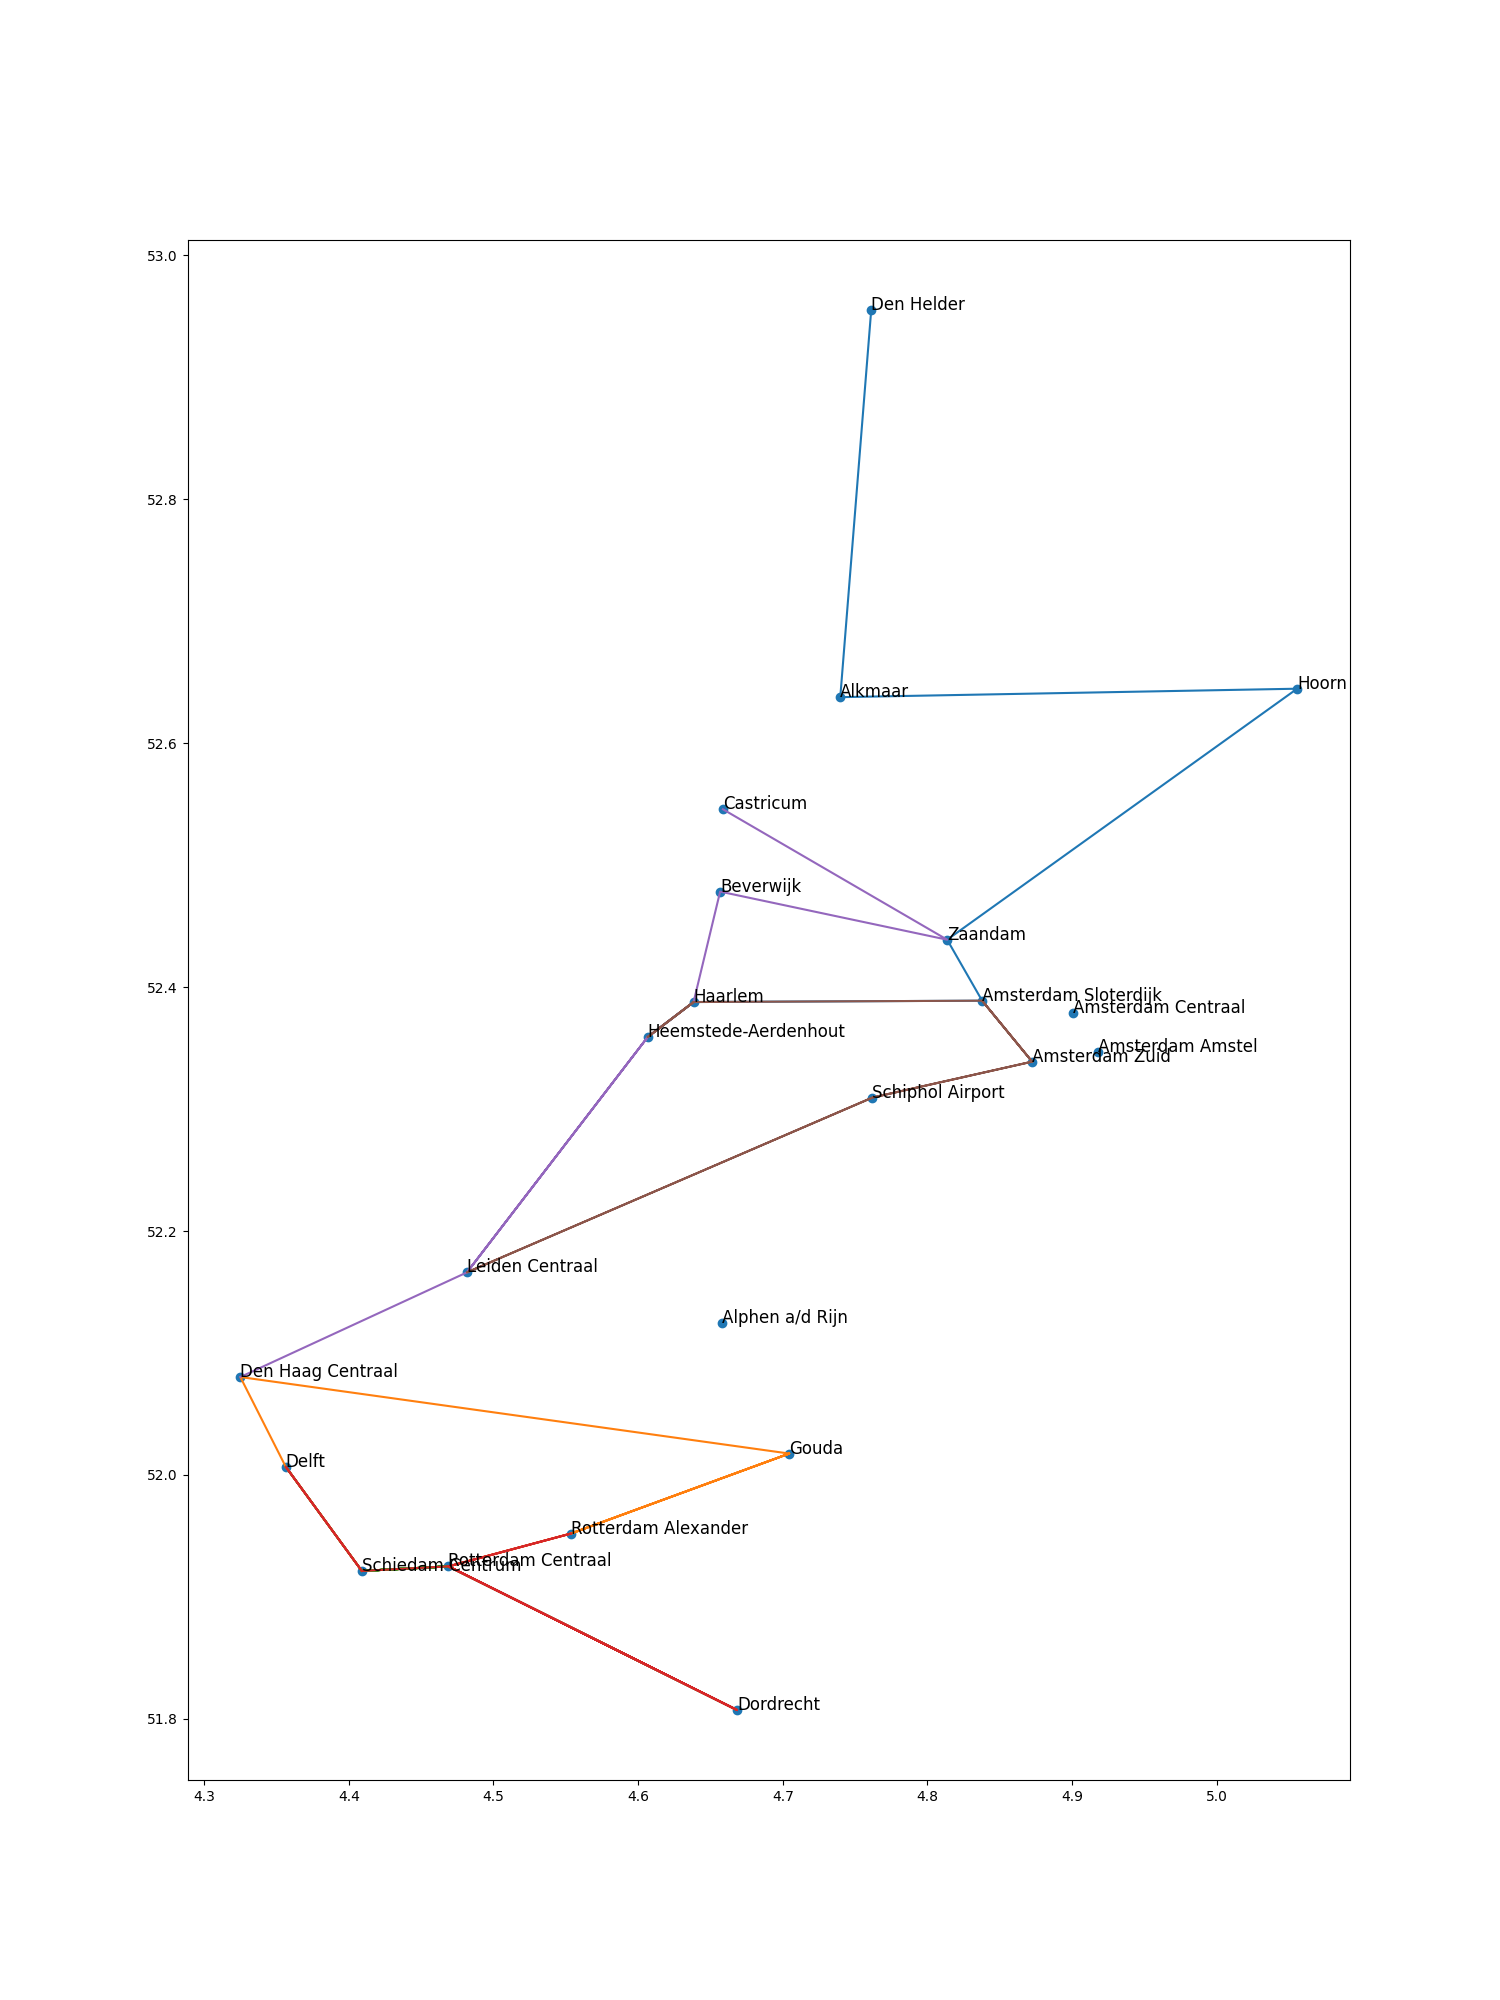 53.0
Den Helder
52.8
Alkmaar
Hoorn
52.6
Castricum
Beverwijk
Zaandam
52.4
Haarlem
Amsterdam Sloterdijk
Amsterdam Centraal
Heemstede-Aerdenhout
Amsterdam Amstel
Amsterdam Zuid
Schiphol Airport
52.2
Leiden Centraal
Alphen a/d Rijn
Den Haag Centraal
Gouda
Delft
52.0
Rotterdam Alexander
Rotterdam Centraal
Schiedam Centrum
Dordrecht
51.8
4.3 4.4 4.5 4.6 4.7 4.8 4.9 5.0